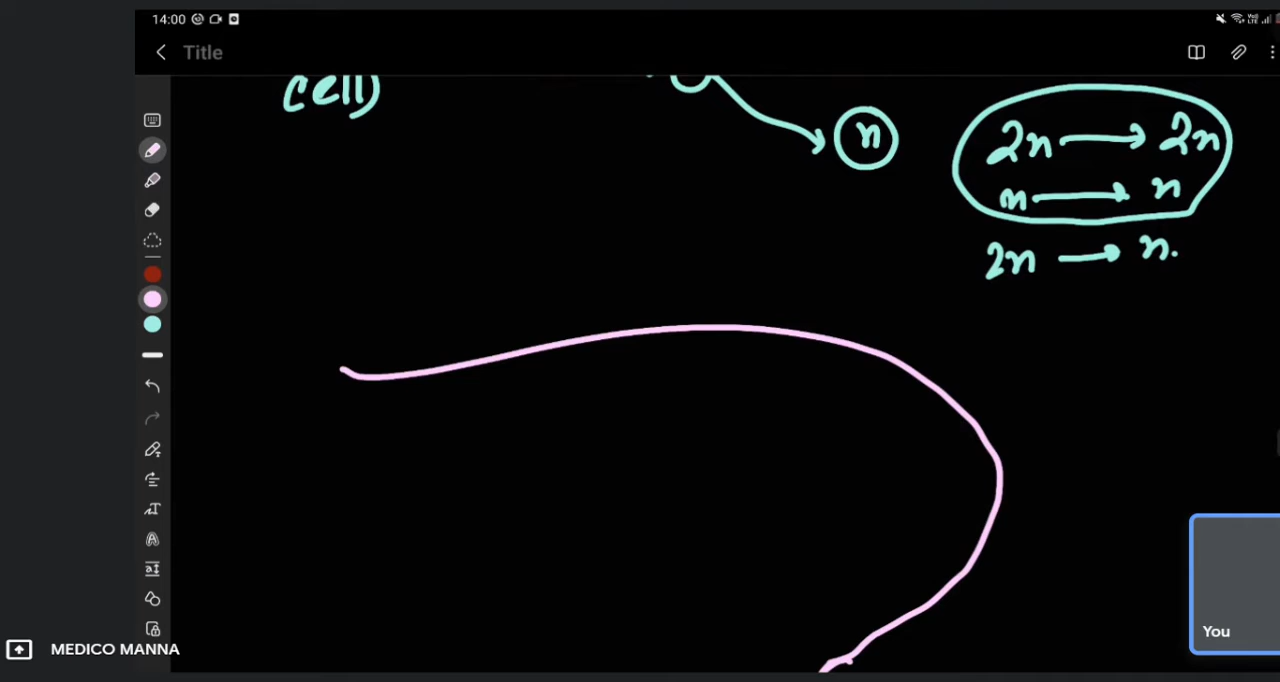 14:00
Title
cell)
n
2n → 2n
n → n
2n → n.
You
MEDICO MANNA